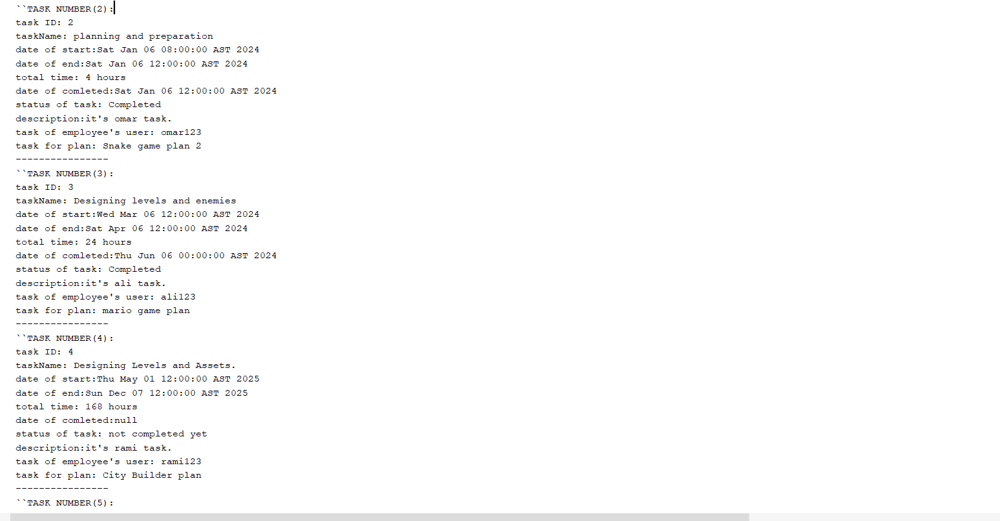 ``TASK NUMBER(2):
task ID: 2
taskName: planning and preparation
date of start:Sat Jan 06 08:00:00 AST 2024
date of end:Sat Jan 06 12:00:00 AST 2024
total time: 4 hours
date of comleted:Sat Jan 06 12:00:00 AST 2024
status of task: Completed
description:it's omar task.
task of employee's user: omar123
task for plan: Snake game plan 2
----------------
``TASK NUMBER(3):
task ID: 3
taskName: Designing levels and enemies
date of start:Wed Mar 06 12:00:00 AST 2024
date of end:Sat Apr 06 12:00:00 AST 2024
total time: 24 hours
date of comleted:Thu Jun 06 00:00:00 AST 2024
status of task: Completed
description:it's ali task.
task of employee's user: ali123
task for plan: mario game plan
----------------
``TASK NUMBER(4):
task ID: 4
taskName: Designing Levels and Assets.
date of start:Thu May 01 12:00:00 AST 2025
date of end:Sun Dec 07 12:00:00 AST 2025
total time: 168 hours
date of comleted:null
status of task: not completed yet
description:it's rami task.
task of employee's user: rami123
task for plan: City Builder plan
----------------
``TASK NUMBER(5):